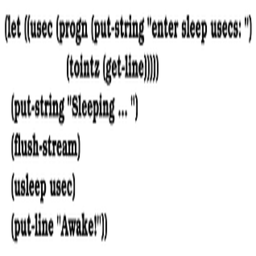 (let ((usec (progn (put-string "enter sleep usecs: ")
(tointz (get-line)))))
(put-string "Sleeping ... ")
(flush-stream)
(usleep usec)
(put-line "Awake!"))